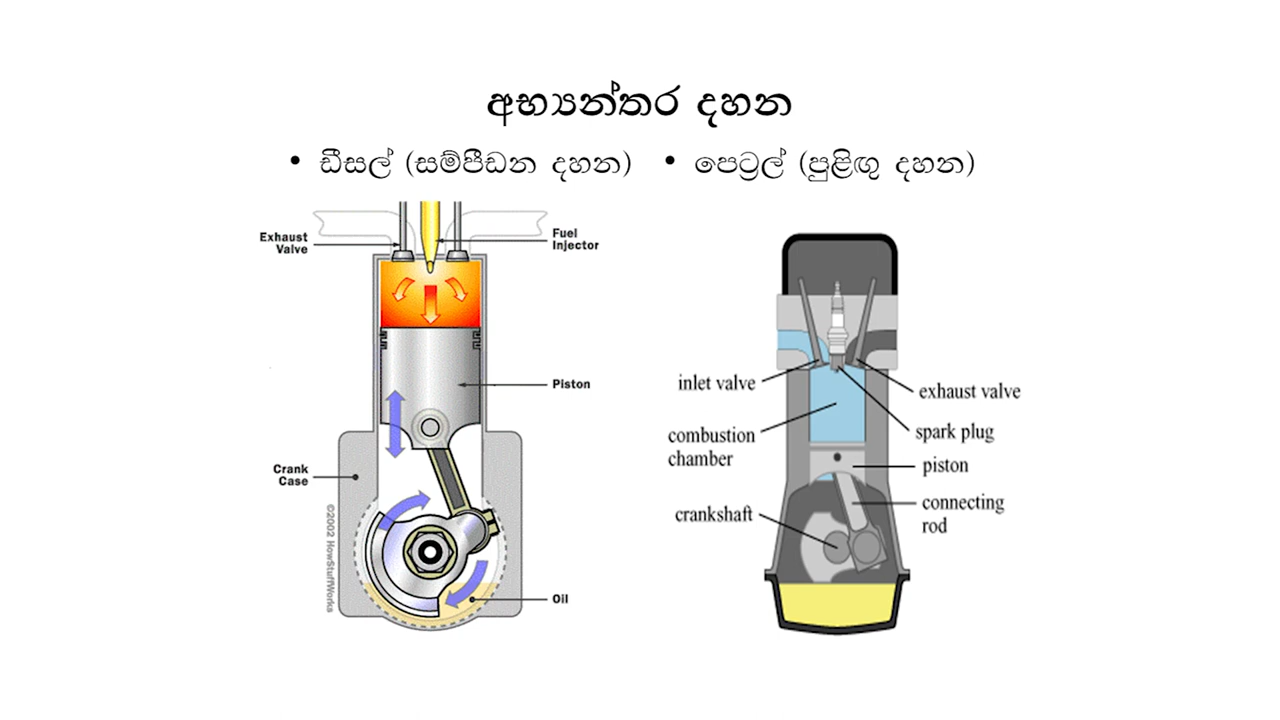 අභ්‍යන්තර දහන
• ඩීසල් (සම්පීඩන දහන)
• පෙට්‍රල් (පුළිඟු දහන)
Exhaust
Valve
Fuel
Injector
Piston
Crank
Case
Oil
©2002 HowStuffWorks
inlet valve
exhaust valve
combustion
chamber
spark plug
piston
connecting
rod
crankshaft